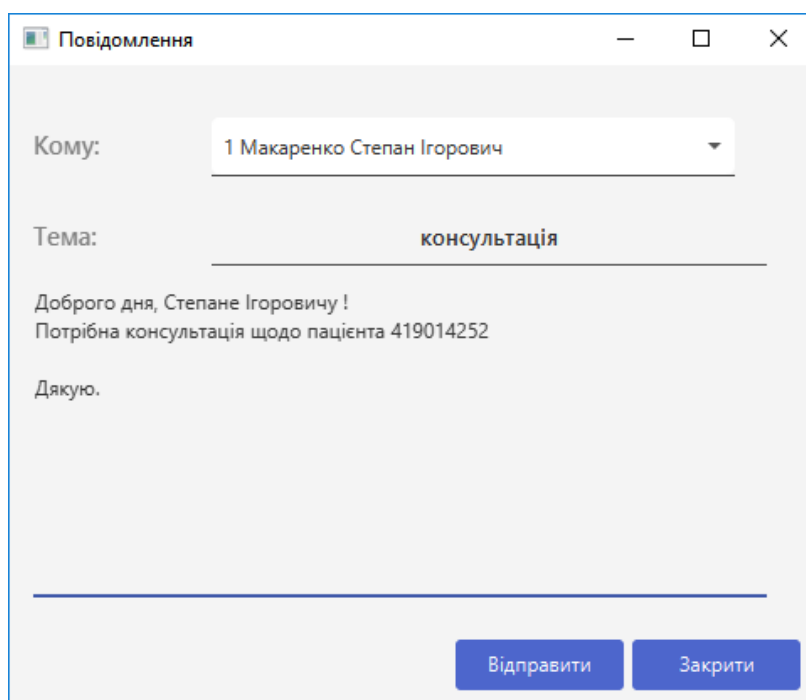 Повідомлення
Кому:
1 Макаренко Степан Ігорович
Тема:
консультація
Доброго дня, Степане Ігоровичу !
Потрібна консультація щодо пацієнта 419014252
Дякую.
Відправити
Закрити